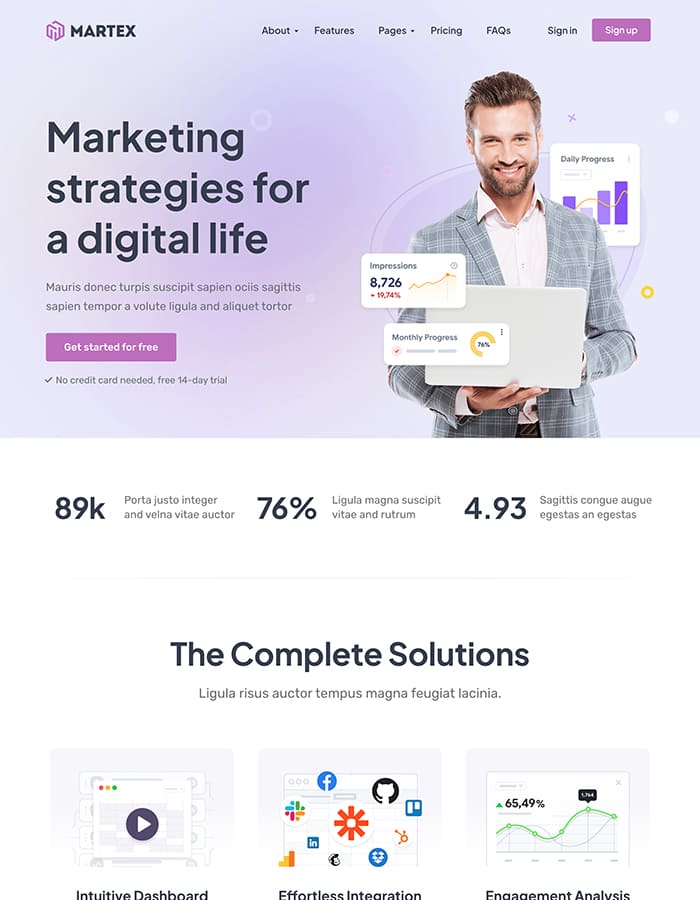 MARTEX
About
Features
Pages
Pricing
FAQs
Sign in
Sign up
Marketing
strategies for
a digital life
Mauris donec turpis suscipit sapien ociis sagittis
sapien tempor a volute ligula and aliquet tortor
Get started for free
No credit card needed, free 14-day trial
Daily Progress
Impressions
8,726
+ 19,74%
Monthly Progress
76%
89k
Porta justo integer
and velna vitae auctor
76%
Ligula magna suscipit
vitae and rutrum
4.93
Sagittis congue augue
egestas an egestas
The Complete Solutions
Ligula risus auctor tempus magna feugiat lacinia.
in
65,49%
1,764
Intuitive Dashboard
Effortless Integration
Engagement Analysis